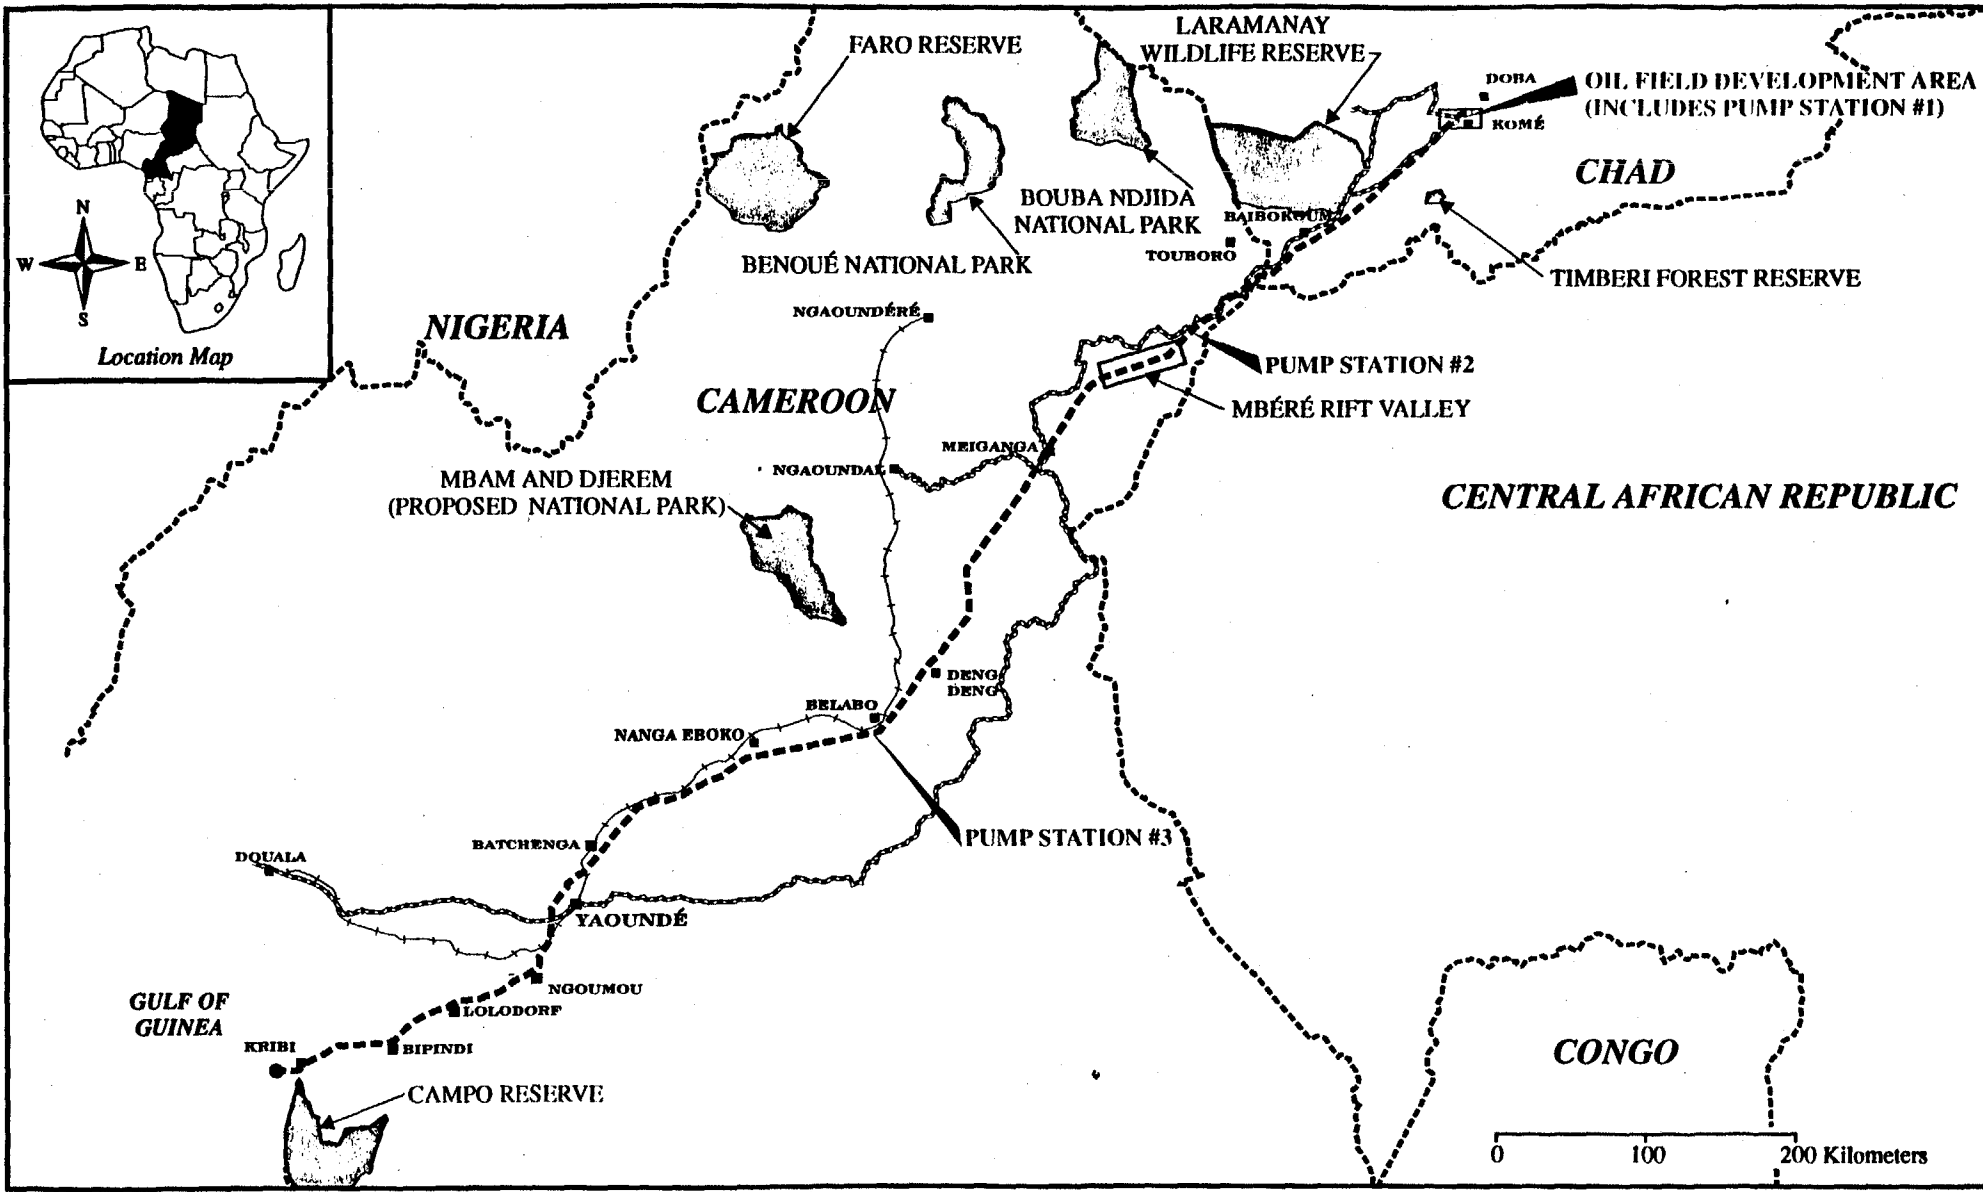 N
W
E
S
Location Map
FARO RESERVE
LARAMANAY
WILDLIFE RESERVE
DOBA
OIL FIELD DEVELOPMENT AREA
(INCLUDES PUMP STATION #1)
KOMÉ
CHAD
BOUBA NDJIDA
NATIONAL PARK
BAIBOKOUM
TOUBORO
BENOUÉ NATIONAL PARK
TIMBERI FOREST RESERVE
NGAOUNDÉRÉ
NIGERIA
PUMP STATION #2
CAMEROON
MBÉRÉ RIFT VALLEY
MEIGANGA
NGAOUNDAL
MBAM AND DJEREM
(PROPOSED NATIONAL PARK)
CENTRAL AFRICAN REPUBLIC
DENG
DENG
BELABO
NANGA EBOKO
PUMP STATION #3
BATCHENGA
DOUALA
YAOUNDÉ
NGOUMOU
GULF OF
GUINEA
LOLODORF
KRIBI
BIPINDI
CONGO
CAMPO RESERVE
0 100 200 Kilometers